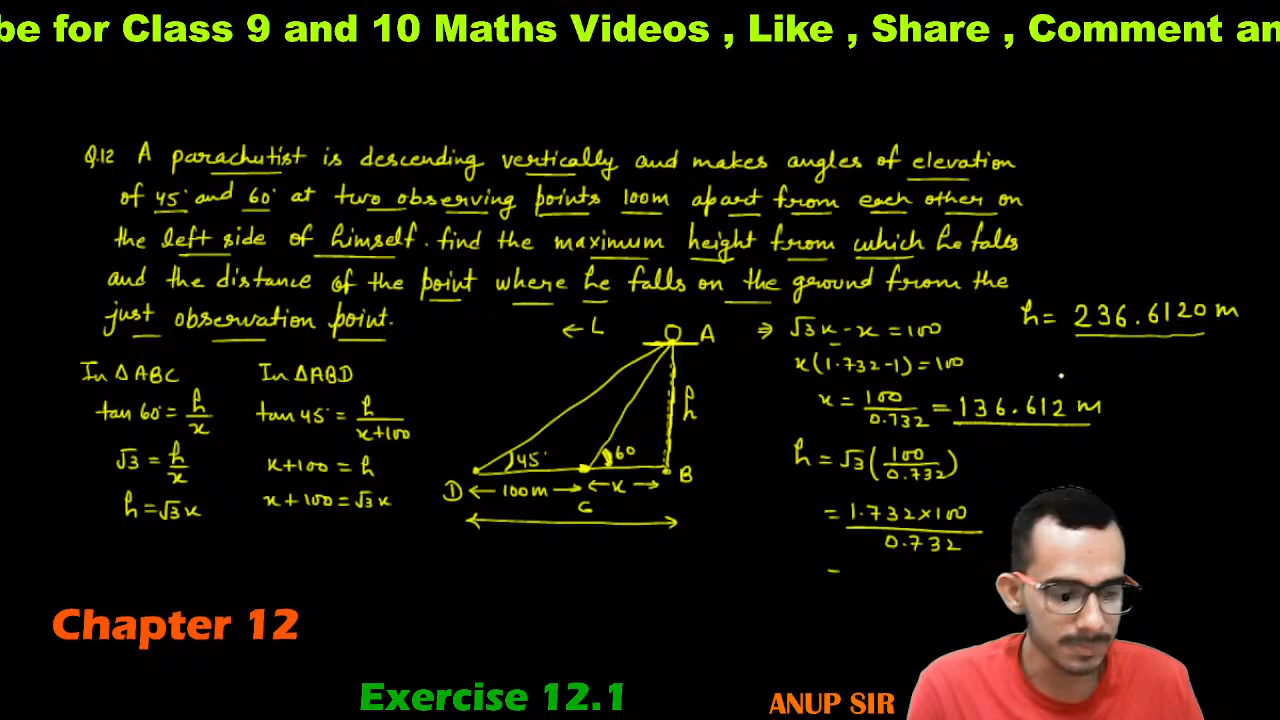 be for Class 9 and 10 Maths Videos , Like , Share , Comment an
Q.12 A parachutist is descending vertically and makes angles of elevation
of 45° and 60° at two observing points 100m apart from each other on
the left side of himself. find the maximum height from which he falls
and the distance of the point where he falls on the ground from the
just observation point.
In △ABC
tan 60° = h/x
√3 = h/x
h = √3x
In △ABD
tan 45° = h/(x+100)
x+100 = h
x + 100 = √3x
← L
A
h
45°
60
D
100m
x
B
C
⇒ √3x - x = 100
x(1.732-1) = 100
x = 100/0.732 = 136.612 m
h = √3(100/0.732)
= 1.732×100/0.732
=
h = 236.6120 m
Chapter 12
Exercise 12.1
ANUP SIR